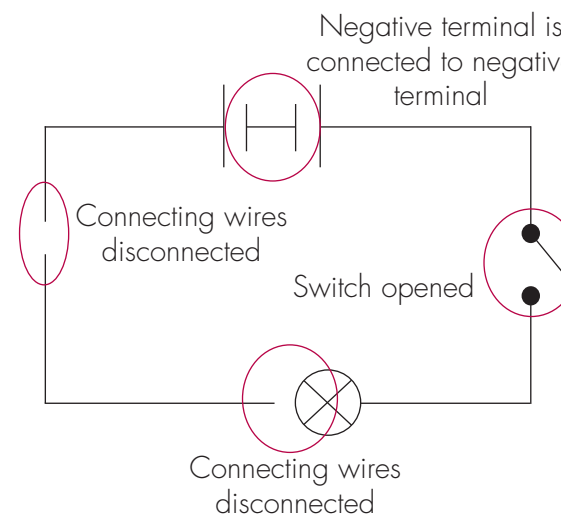 Negative terminal is
connected to negativ
terminal
Connecting wires
disconnected
Switch opened
Connecting wires
disconnected